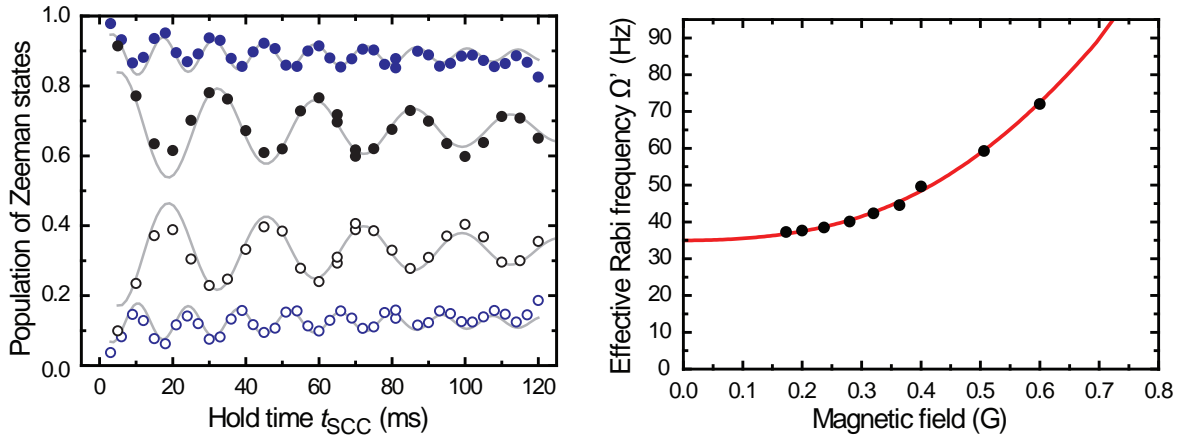 Population of Zeeman states
1.0
0.8
0.6
0.4
0.2
0.0
0 20 40 60 80 100 120
Hold time tSCC (ms)
Effective Rabi frequency Ω’ (Hz)
90
80
70
60
50
40
30
20
10
0
0.0 0.1 0.2 0.3 0.4 0.5 0.6 0.7 0.8
Magnetic field (G)